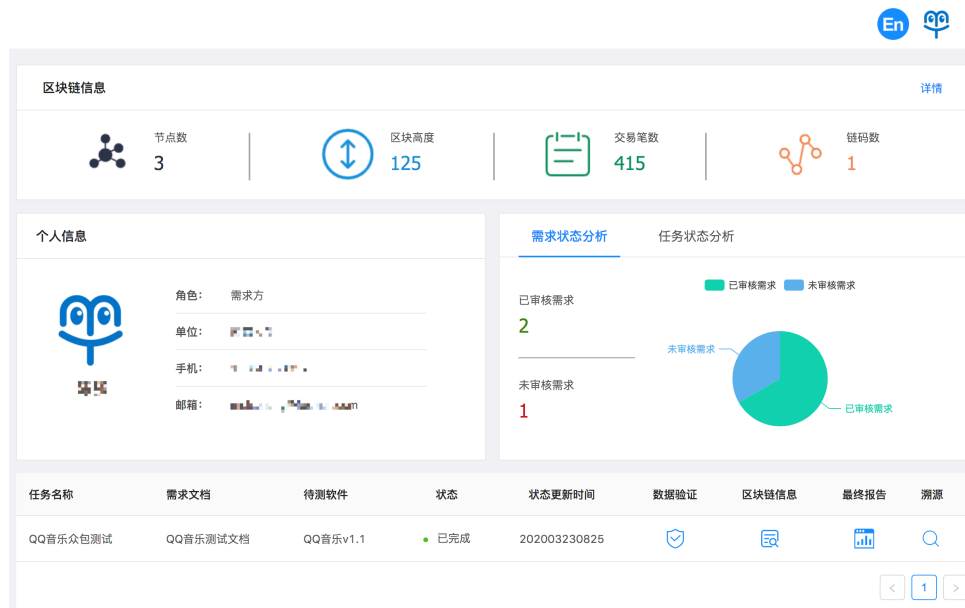 En
区块链信息
详情
节点数
3
区块高度
125
交易笔数
415
链码数
1
个人信息
角色:
需求方
单位:
手机:
邮箱:
需求状态分析
任务状态分析
已审核需求
2
未审核需求
1
已审核需求
未审核需求
未审核需求
已审核需求
任务名称 需求文档 待测软件 状态 状态更新时间 数据验证 区块链信息 最终报告 溯源
QQ音乐众包测试 QQ音乐测试文档 QQ音乐v1.1 已完成 202003230825
< 1 >